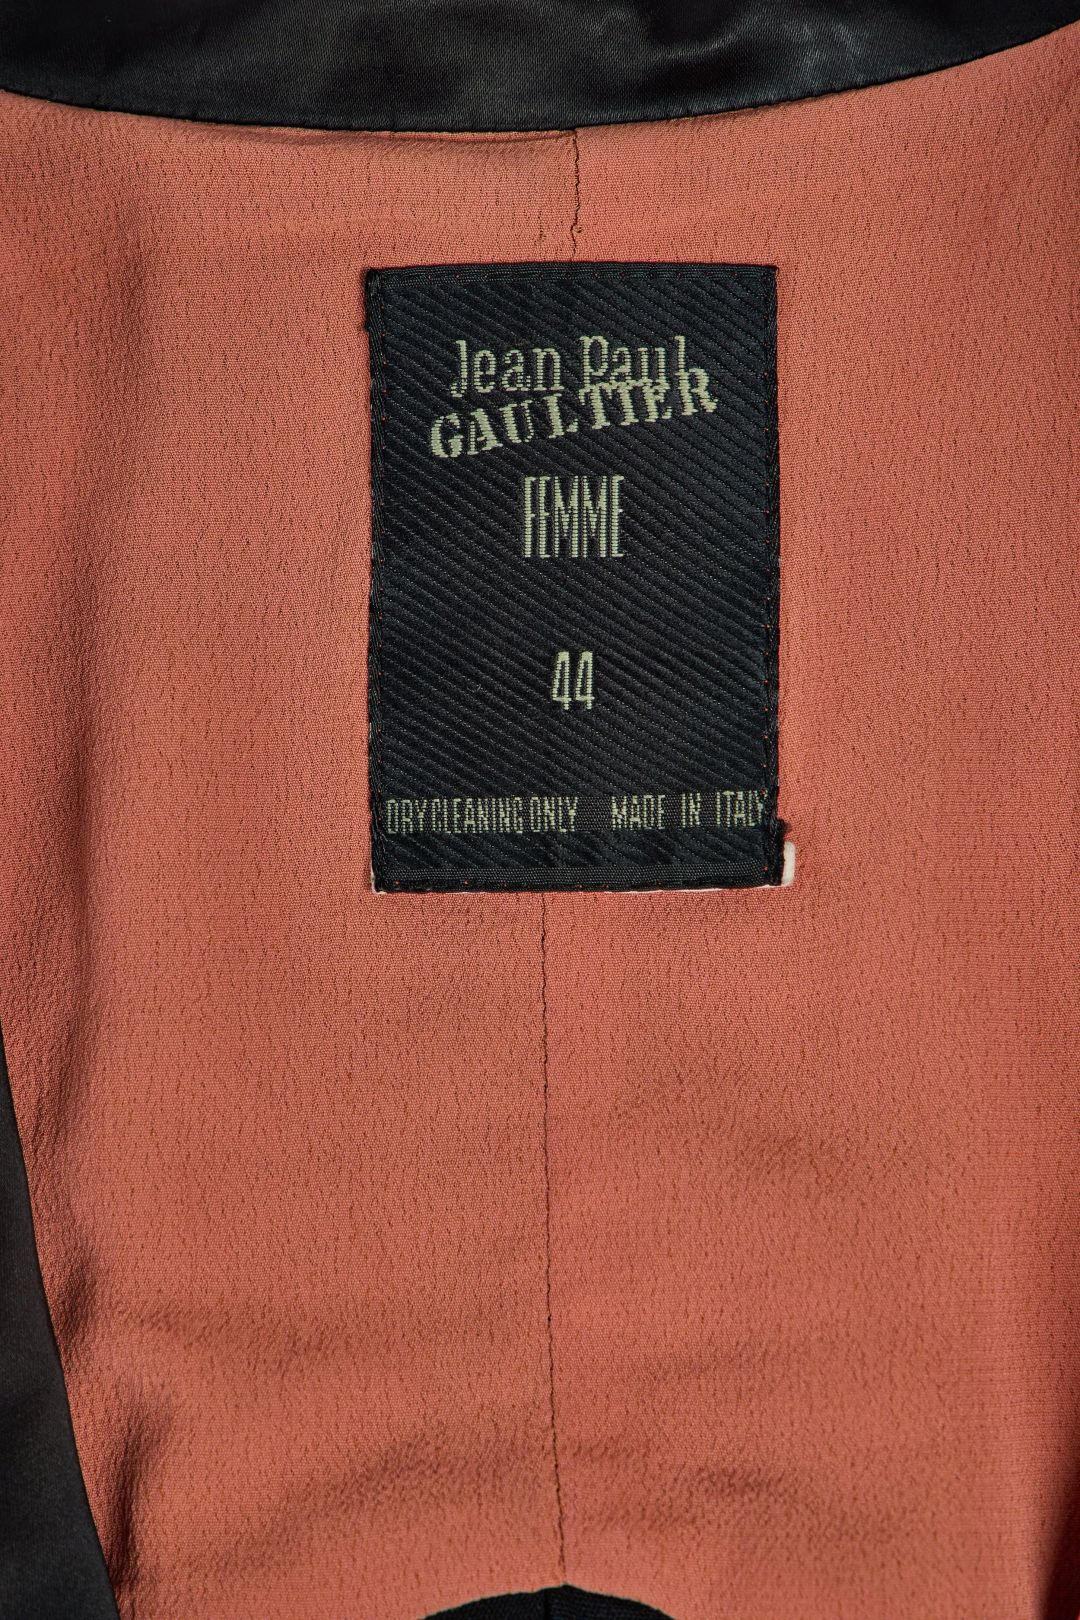 Jean Paul
GAULTIER
FEMME
44
DRY CLEANING ONLY MADE IN ITALY